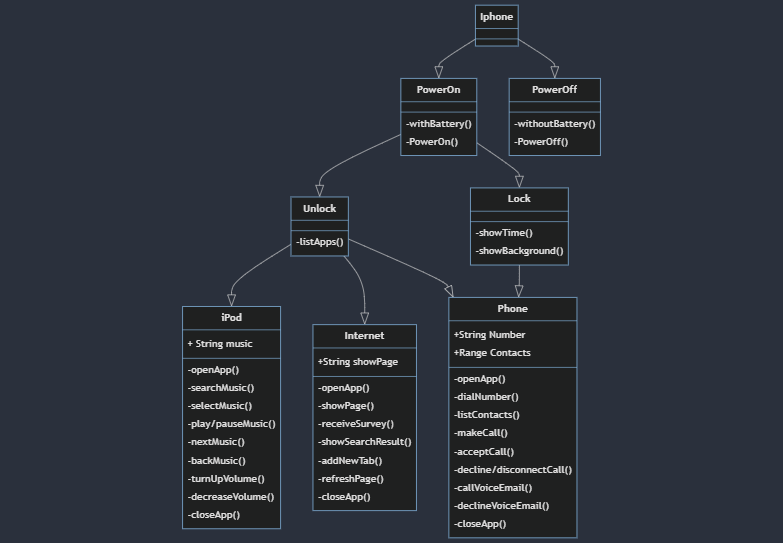 Iphone
PowerOn
-withBattery()
-PowerOn()
PowerOff
-withoutBattery()
-PowerOff()
Unlock
-listApps()
Lock
-showTime()
-showBackground()
iPod
+ String music
-openApp()
-searchMusic()
-selectMusic()
-play/pauseMusic()
-nextMusic()
-backMusic()
-turnUpVolume()
-decreaseVolume()
-closeApp()
Internet
+String showPage
-openApp()
-showPage()
-receiveSurvey()
-showSearchResult()
-addNewTab()
-refreshPage()
-closeApp()
Phone
+String Number
+Range Contacts
-openApp()
-dialNumber()
-listContacts()
-makeCall()
-acceptCall()
-decline/disconnectCall()
-callVoiceEmail()
-declineVoiceEmail()
-closeApp()